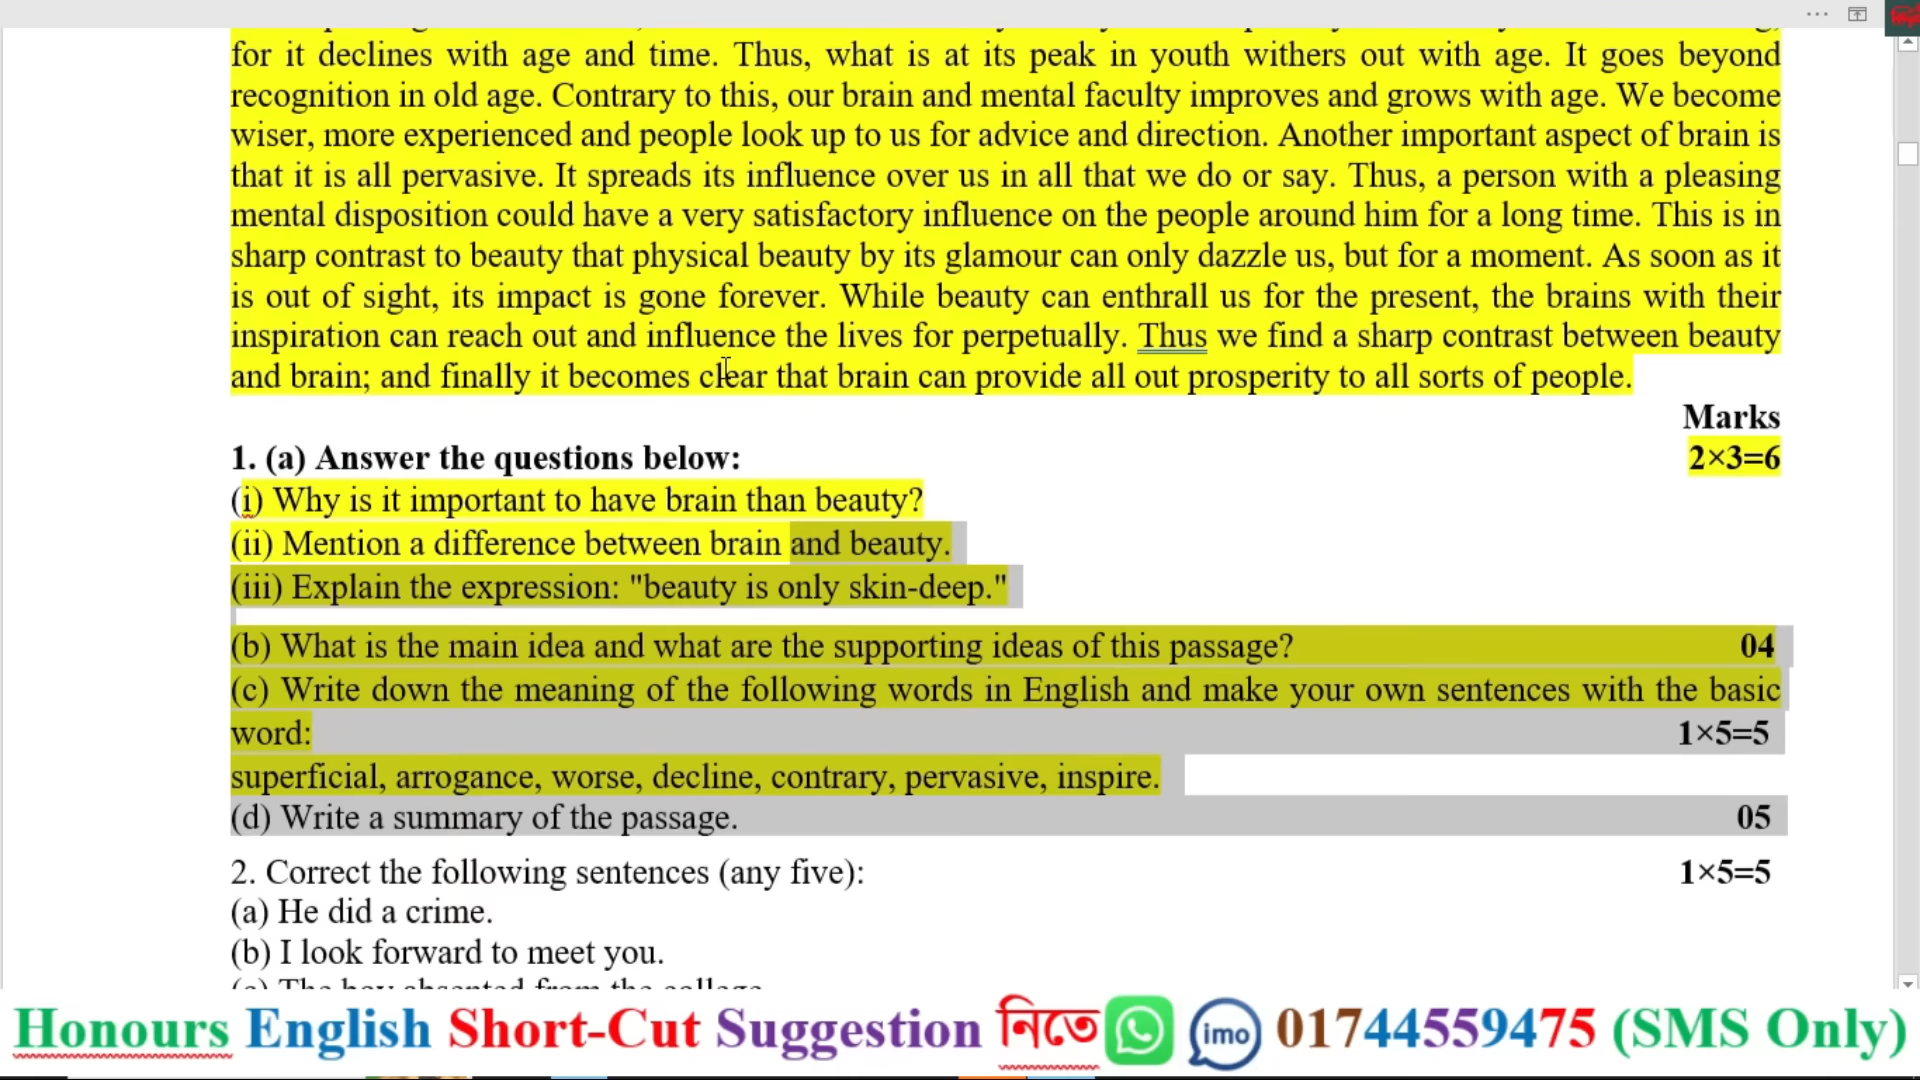 for it declines with age and time. Thus, what is at its peak in youth withers out with age. It goes beyond
recognition in old age. Contrary to this, our brain and mental faculty improves and grows with age. We become
wiser, more experienced and people look up to us for advice and direction. Another important aspect of brain is
that it is all pervasive. It spreads its influence over us in all that we do or say. Thus, a person with a pleasing
mental disposition could have a very satisfactory influence on the people around him for a long time. This is in
sharp contrast to beauty that physical beauty by its glamour can only dazzle us, but for a moment. As soon as it
is out of sight, its impact is gone forever. While beauty can enthrall us for the present, the brains with their
inspiration can reach out and influence the lives for perpetually. Thus we find a sharp contrast between beauty
and brain; and finally it becomes clear that brain can provide all out prosperity to all sorts of people.
Marks
1. (a) Answer the questions below: 2×3=6
(i) Why is it important to have brain than beauty?
(ii) Mention a difference between brain and beauty.
(iii) Explain the expression: "beauty is only skin-deep."
(b) What is the main idea and what are the supporting ideas of this passage? 04
(c) Write down the meaning of the following words in English and make your own sentences with the basic
word: 1×5=5
superficial, arrogance, worse, decline, contrary, pervasive, inspire.
(d) Write a summary of the passage. 05
2. Correct the following sentences (any five): 1×5=5
(a) He did a crime.
(b) I look forward to meet you.
(c) The boy absented from the college
Honours English Short-Cut Suggestion নিতে imo 01744559475 (SMS Only)